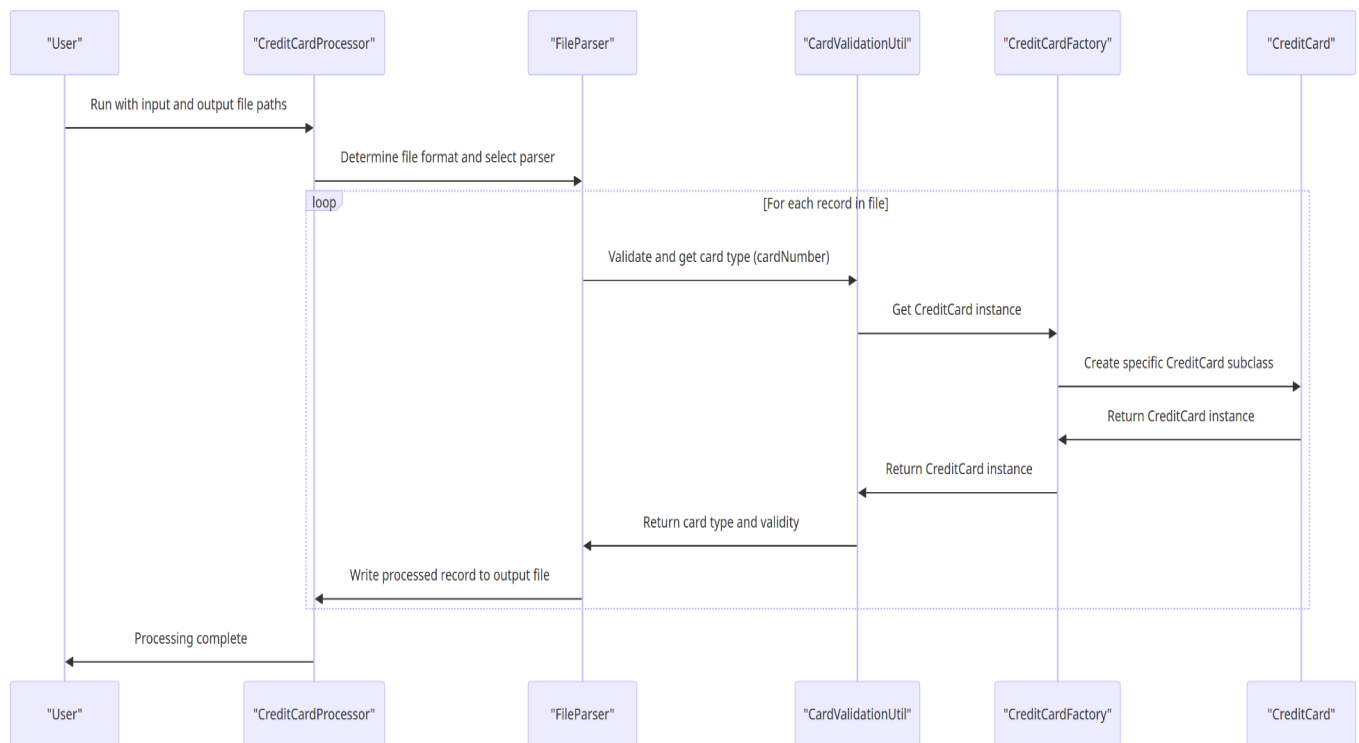 "User"
"CreditCardProcessor"
"FileParser"
"CardValidationUtil"
"CreditCardFactory"
"CreditCard"
Run with input and output file paths
Determine file format and select parser
loop
[For each record in file]
Validate and get card type (cardNumber)
Get CreditCard instance
Create specific CreditCard subclass
Return CreditCard instance
Return CreditCard instance
Return card type and validity
Write processed record to output file
Processing complete
"User"
"CreditCardProcessor"
"FileParser"
"CardValidationUtil"
"CreditCardFactory"
"CreditCard"